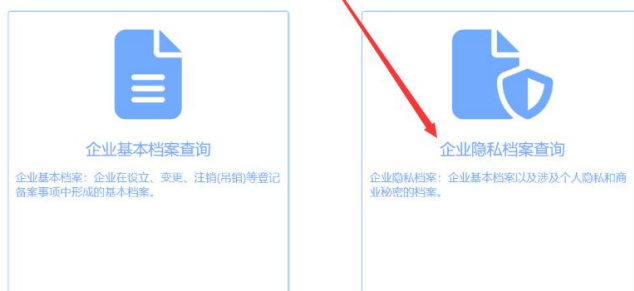 企业基本档案查询
企业基本档案：企业在设立、变更、注销(吊销)等登记
备案事项中形成的基本档案。
企业隐私档案查询
企业隐私档案：企业基本档案以及涉及个人隐私和商
业秘密的档案。